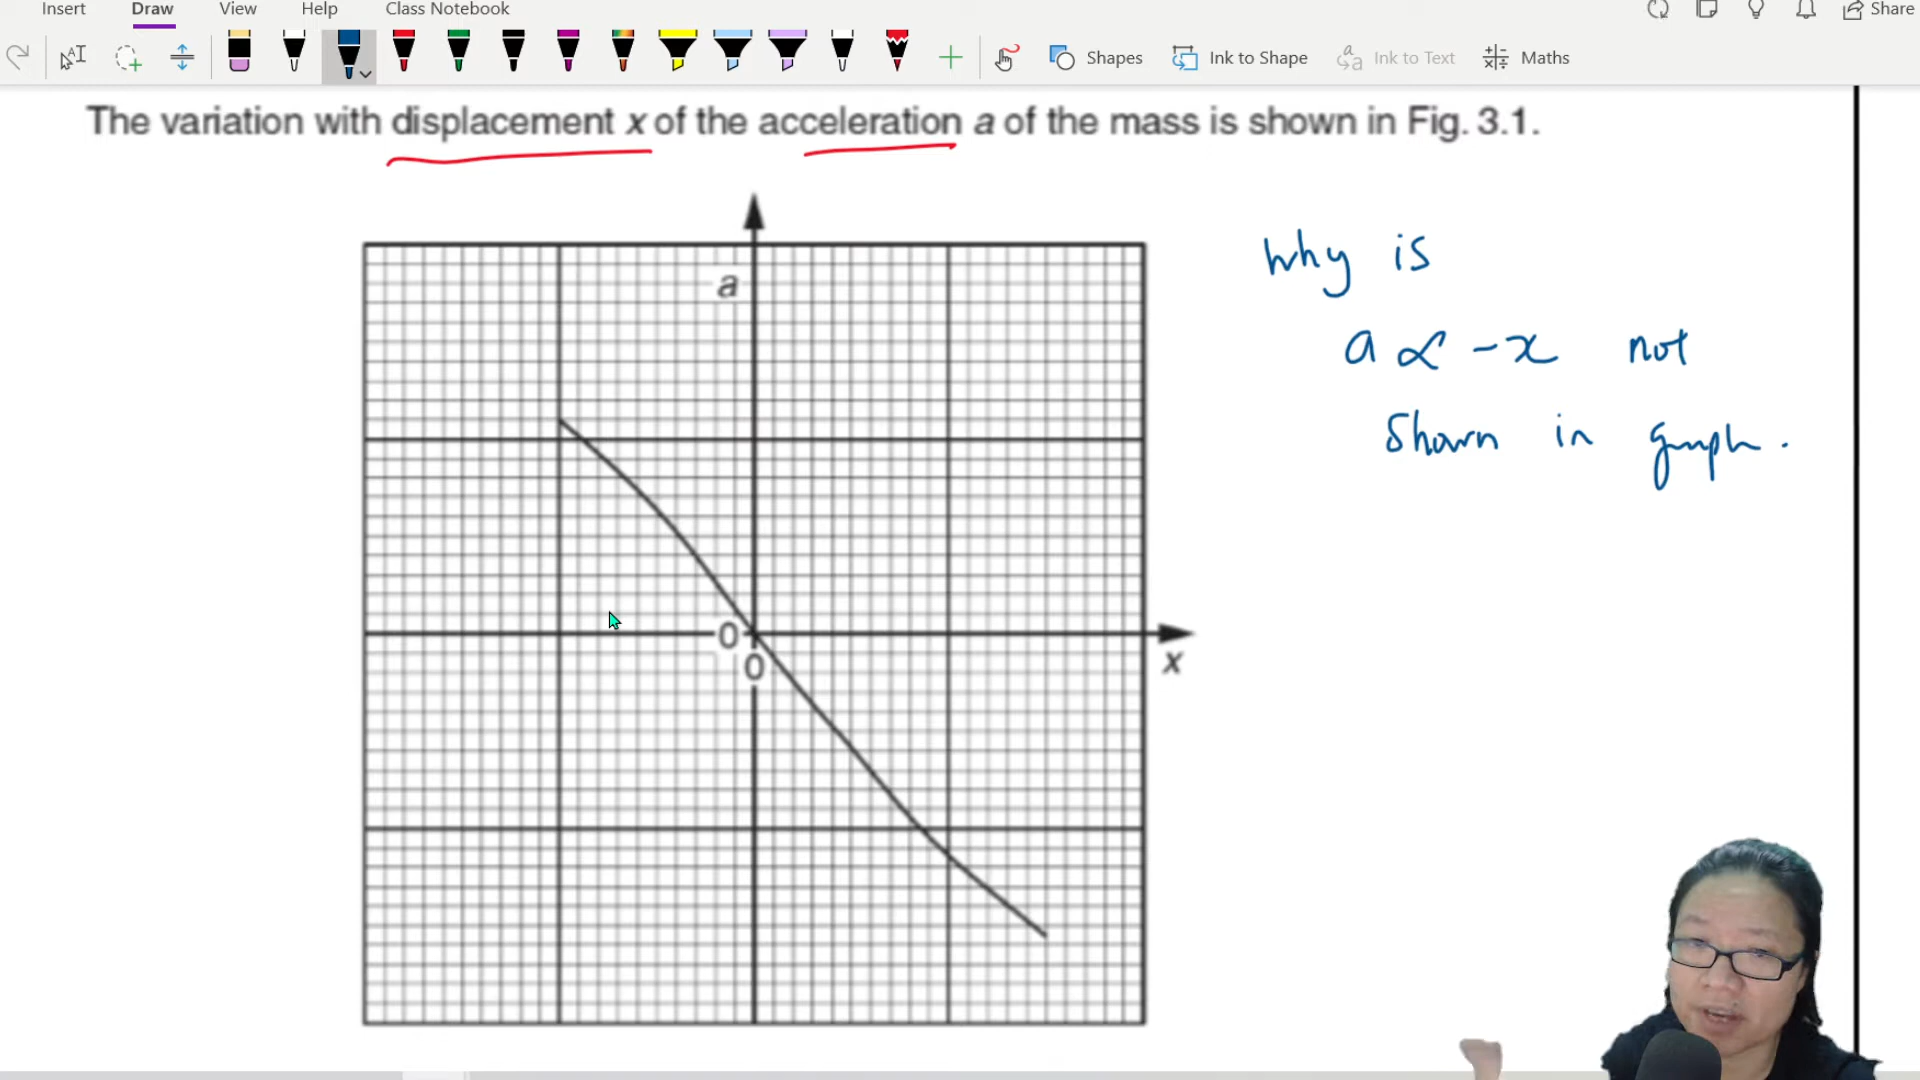 Insert Draw View Help Class Notebook Share
Shapes Ink to Shape Ink to Text Maths
The variation with displacement x of the acceleration a of the mass is shown in Fig. 3.1.
a
0
0
x
Why is
a ∝ -x not
shown in graph.